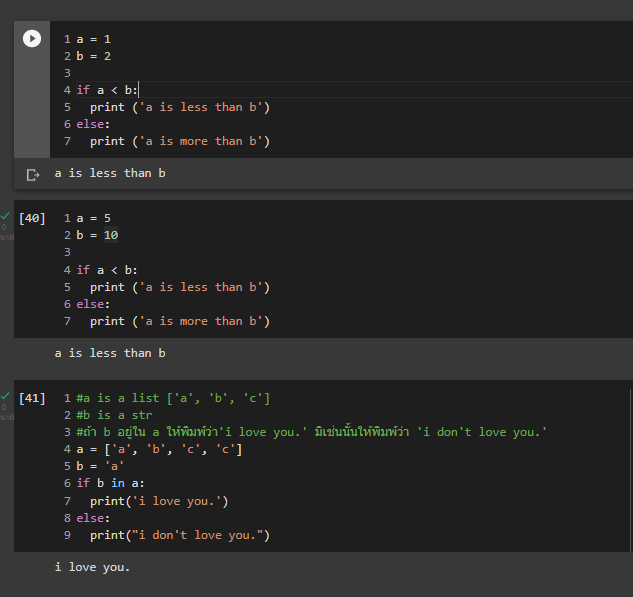 1 a = 1
2 b = 2
3
4 if a < b:
5   print ('a is less than b')
6 else:
7   print ('a is more than b')
a is less than b
[40] 1 a = 5
2 b = 10
3
4 if a < b:
5   print ('a is less than b')
6 else:
7   print ('a is more than b')
a is less than b
[41] 1 #a is a list ['a', 'b', 'c']
2 #b is a str
3 #ถ้า b อยู่ใน a ให้พิมพ์ว่า'i love you.' มิเช่นนั้นให้พิมพ์ว่า 'i don't love you.'
4 a = ['a', 'b', 'c', 'c']
5 b = 'a'
6 if b in a:
7   print('i love you.')
8 else:
9   print("i don't love you.")
i love you.